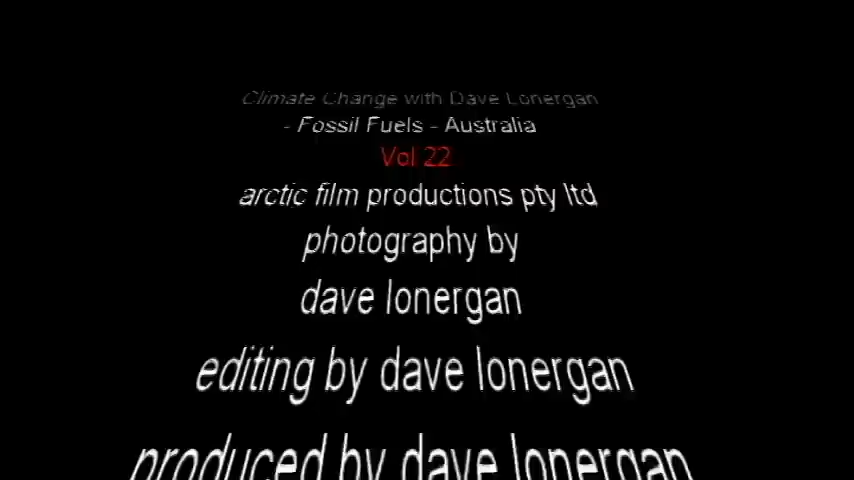 Climate Change with Dave Lonergan
- Fossil Fuels - Australia
Vol 22
arctic film productions pty ltd
photography by
dave lonergan
editing by dave lonergan
produced by dave lonergan